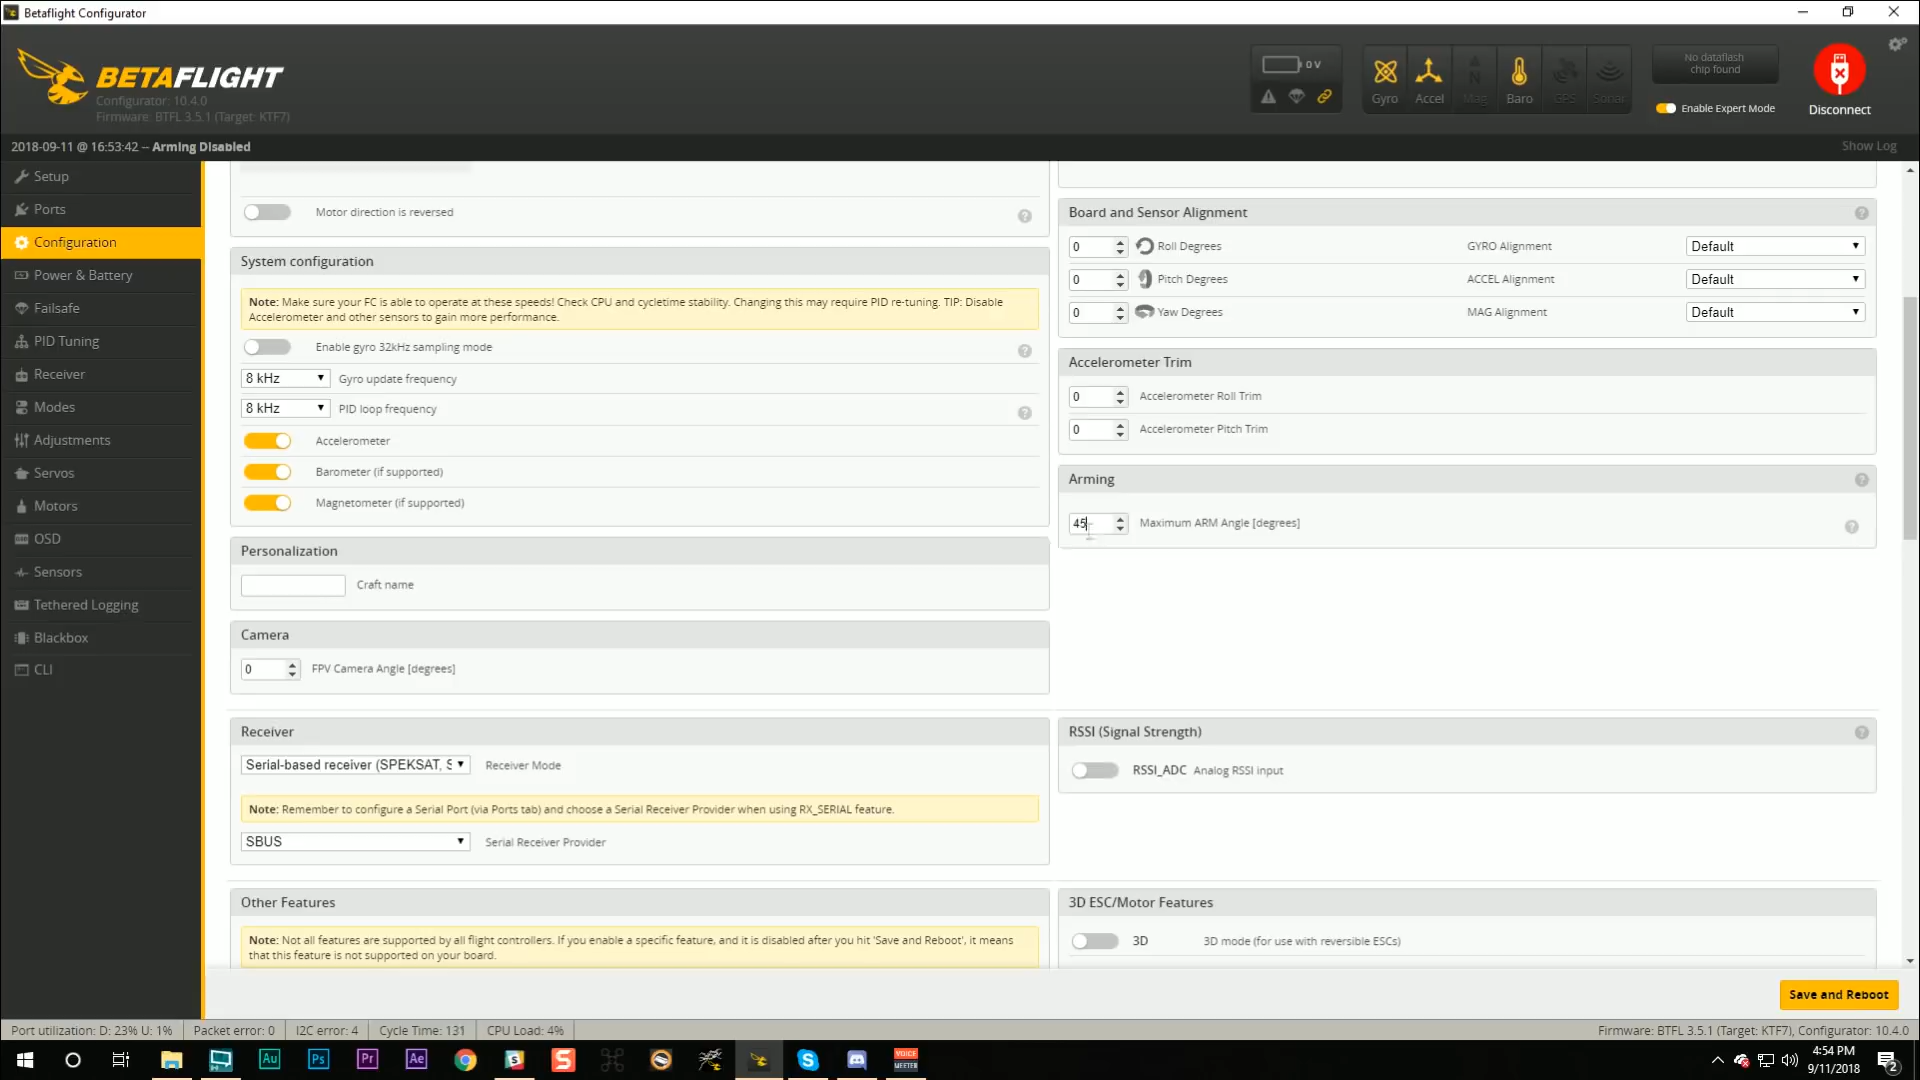 Betaflight Configurator
BETAFLIGHT
Configurator: 10.4.0
Firmware: BTFL 3.5.1 (Target: KTF7)
0 V
Gyro
Accel
Mag
Baro
GPS
Sonar
No dataflash
chip found
Enable Expert Mode
Disconnect
2018-09-11 @ 16:53:42 -- Arming Disabled
Show Log
Setup
Ports
Configuration
Power & Battery
Failsafe
PID Tuning
Receiver
Modes
Adjustments
Servos
Motors
OSD
Sensors
Tethered Logging
Blackbox
CLI
Motor direction is reversed
System configuration
Note: Make sure your FC is able to operate at these speeds! Check CPU and cycletime stability. Changing this may require PID re-tuning. TIP: Disable
Accelerometer and other sensors to gain more performance.
Enable gyro 32kHz sampling mode
8 kHz Gyro update frequency
8 kHz PID loop frequency
Accelerometer
Barometer (if supported)
Magnetometer (if supported)
Personalization
Craft name
Camera
0 FPV Camera Angle [degrees]
Receiver
Serial-based receiver (SPEKSAT, S Receiver Mode
Note: Remember to configure a Serial Port (via Ports tab) and choose a Serial Receiver Provider when using RX_SERIAL feature.
SBUS Serial Receiver Provider
Other Features
Note: Not all features are supported by all flight controllers. If you enable a specific feature, and it is disabled after you hit 'Save and Reboot', it means
that this feature is not supported on your board.
Board and Sensor Alignment
0 Roll Degrees GYRO Alignment Default
0 Pitch Degrees ACCEL Alignment Default
0 Yaw Degrees MAG Alignment Default
Accelerometer Trim
0 Accelerometer Roll Trim
0 Accelerometer Pitch Trim
Arming
45 Maximum ARM Angle [degrees]
RSSI (Signal Strength)
RSSI_ADC Analog RSSI input
3D ESC/Motor Features
3D 3D mode (for use with reversible ESCs)
Save and Reboot
Port utilization: D: 23% U: 1% Packet error: 0 I2C error: 4 Cycle Time: 131 CPU Load: 4% Firmware: BTFL 3.5.1 (Target: KTF7), Configurator: 10.4.0
Au Ps Pr Ae S
VOICE
MEETER
4:54 PM
9/11/2018
2